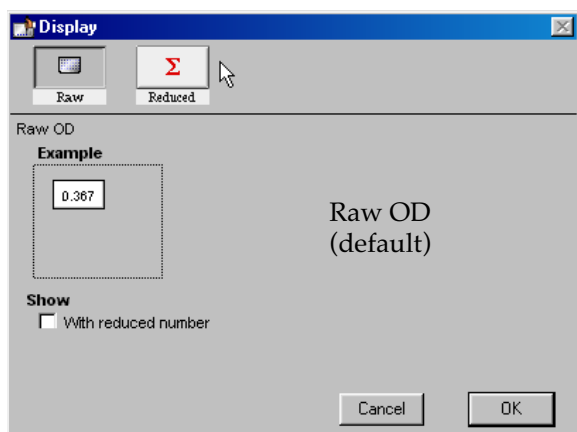 Display
Raw
Σ
Reduced
Raw OD
Example
0.367
Raw OD
(default)
Show
With reduced number
Cancel
OK